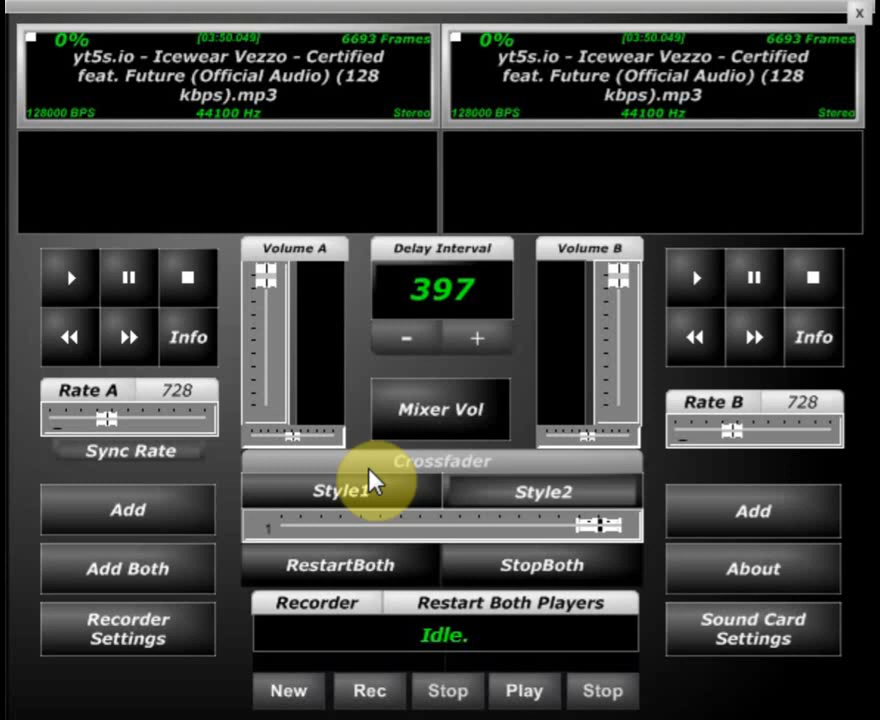 x
0% [03:50.049] 6693 Frames
yt5s.io - Icewear Vezzo - Certified
feat. Future (Official Audio) (128
kbps).mp3
128000 BPS 44100 Hz Stereo
0% [03:50.049] 6693 Frames
yt5s.io - Icewear Vezzo - Certified
feat. Future (Official Audio) (128
kbps).mp3
128000 BPS 44100 Hz Stereo
Volume A
Delay Interval
Volume B
397
- +
Info
Info
Rate A 728
Mixer Vol
Rate B 728
Sync Rate
Crossfader
Style1
Style2
1
Add
Add
Add Both
RestartBoth
StopBoth
About
Recorder
Settings
Recorder
Restart Both Players
Idle.
Sound Card
Settings
New
Rec
Stop
Play
Stop